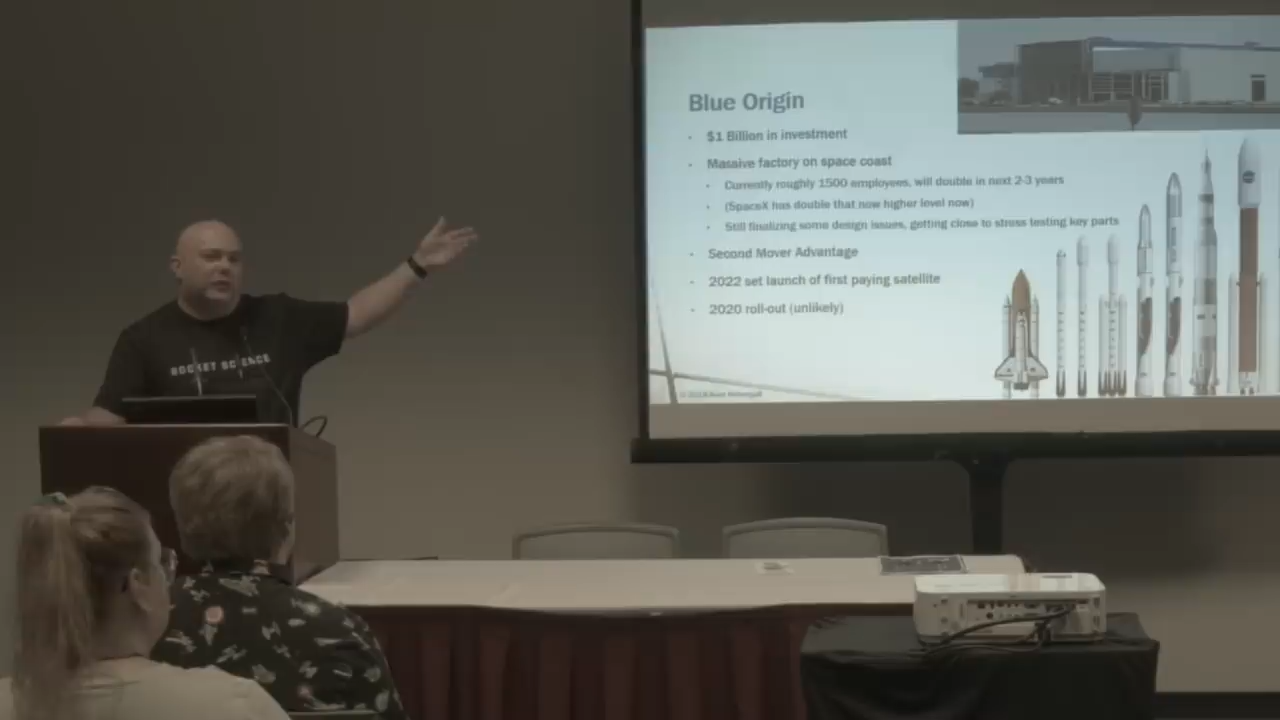 Blue Origin
$1 Billion in investment
Massive factory on space coast
Currently roughly 1500 employees, will double in next 2-3 years
(SpaceX has double that now higher level now)
Still finalizing some design issues, getting close to stress testing key parts
Second Mover Advantage
2022 set launch of first paying satellite
2020 roll-out (unlikely)
ROCKET SCIENCE